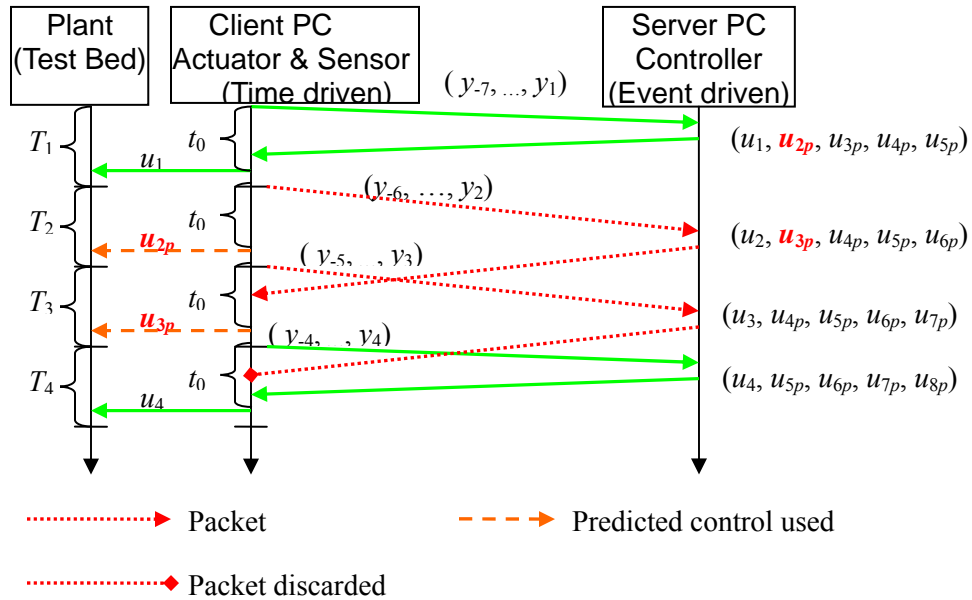 Plant
(Test Bed)
Client PC
Actuator & Sensor
(Time driven)
Server PC
Controller
(Event driven)
( y-7, ..., y1)
T1
t0
u1
(u1, u2p, u3p, u4p, u5p)
(y-6, …, y2)
T2
t0
u2p
(u2, u3p, u4p, u5p, u6p)
( y-5, ..., y3)
T3
t0
u3p
(u3, u4p, u5p, u6p, u7p)
( y-4, .., y4)
T4
t0
u4
(u4, u5p, u6p, u7p, u8p)
Packet
Predicted control used
Packet discarded